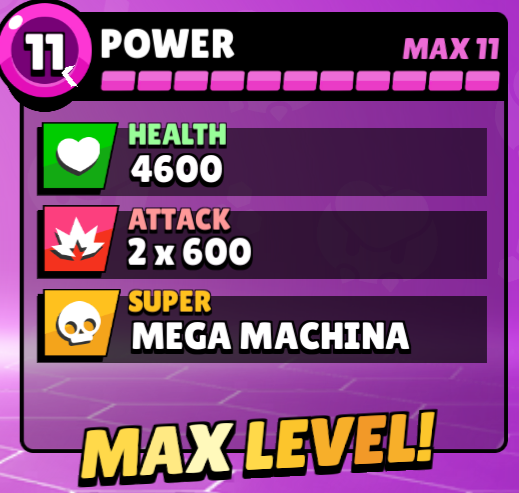 11 POWER MAX 11
HEALTH
4600
ATTACK
2 x 600
SUPER
MEGA MACHINA
MAX LEVEL!